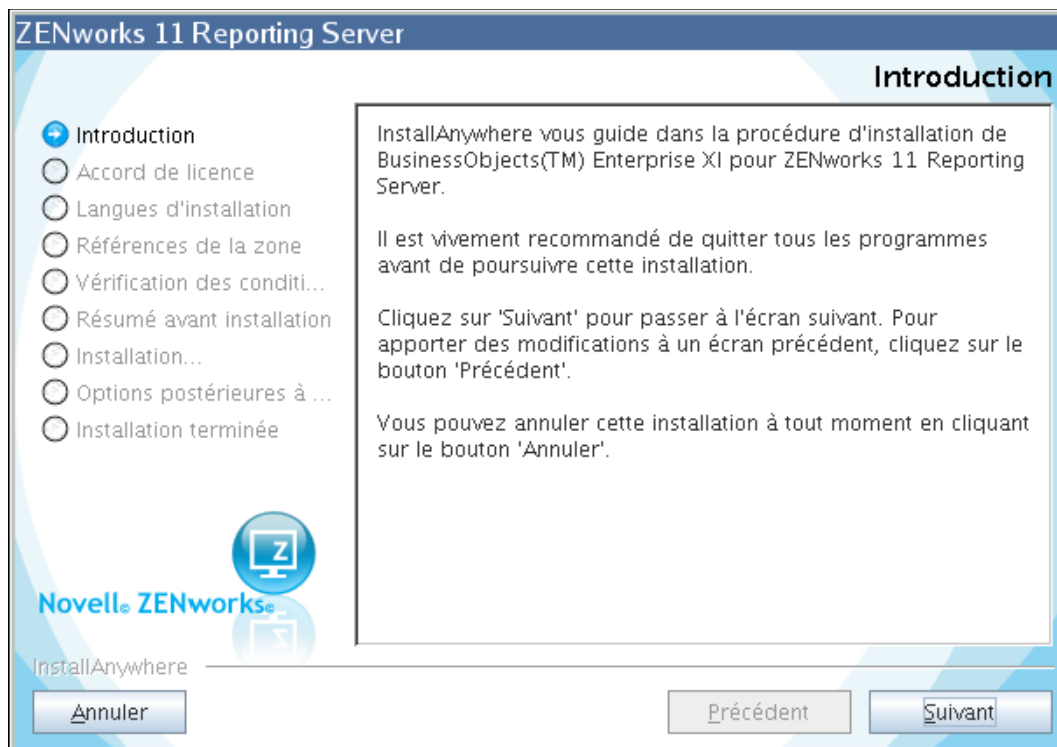 ZENworks 11 Reporting Server
Introduction
Introduction
Accord de licence
Langues d'installation
Références de la zone
Vérification des conditi...
Résumé avant installation
Installation...
Options postérieures à ...
Installation terminée
InstallAnywhere vous guide dans la procédure d'installation de
BusinessObjects(TM) Enterprise XI pour ZENworks 11 Reporting
Server.
Il est vivement recommandé de quitter tous les programmes
avant de poursuivre cette installation.
Cliquez sur 'Suivant' pour passer à l'écran suivant. Pour
apporter des modifications à un écran précédent, cliquez sur le
bouton 'Précédent'.
Vous pouvez annuler cette installation à tout moment en cliquant
sur le bouton 'Annuler'.
Z
Novell® ZENworks®
InstallAnywhere
Annuler
Précédent
Suivant